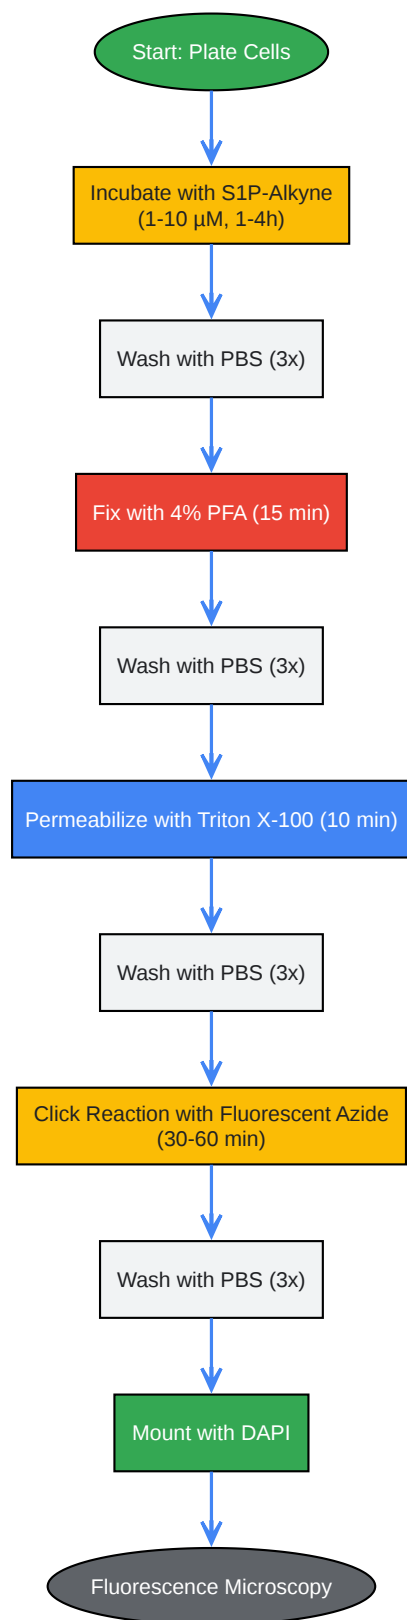 Start: Plate Cells
Incubate with S1P-Alkyne
(1-10 µM, 1-4h)
Wash with PBS (3x)
Fix with 4% PFA (15 min)
Wash with PBS (3x)
Permeabilize with Triton X-100 (10 min)
Wash with PBS (3x)
Click Reaction with Fluorescent Azide
(30-60 min)
Wash with PBS (3x)
Mount with DAPI
Fluorescence Microscopy